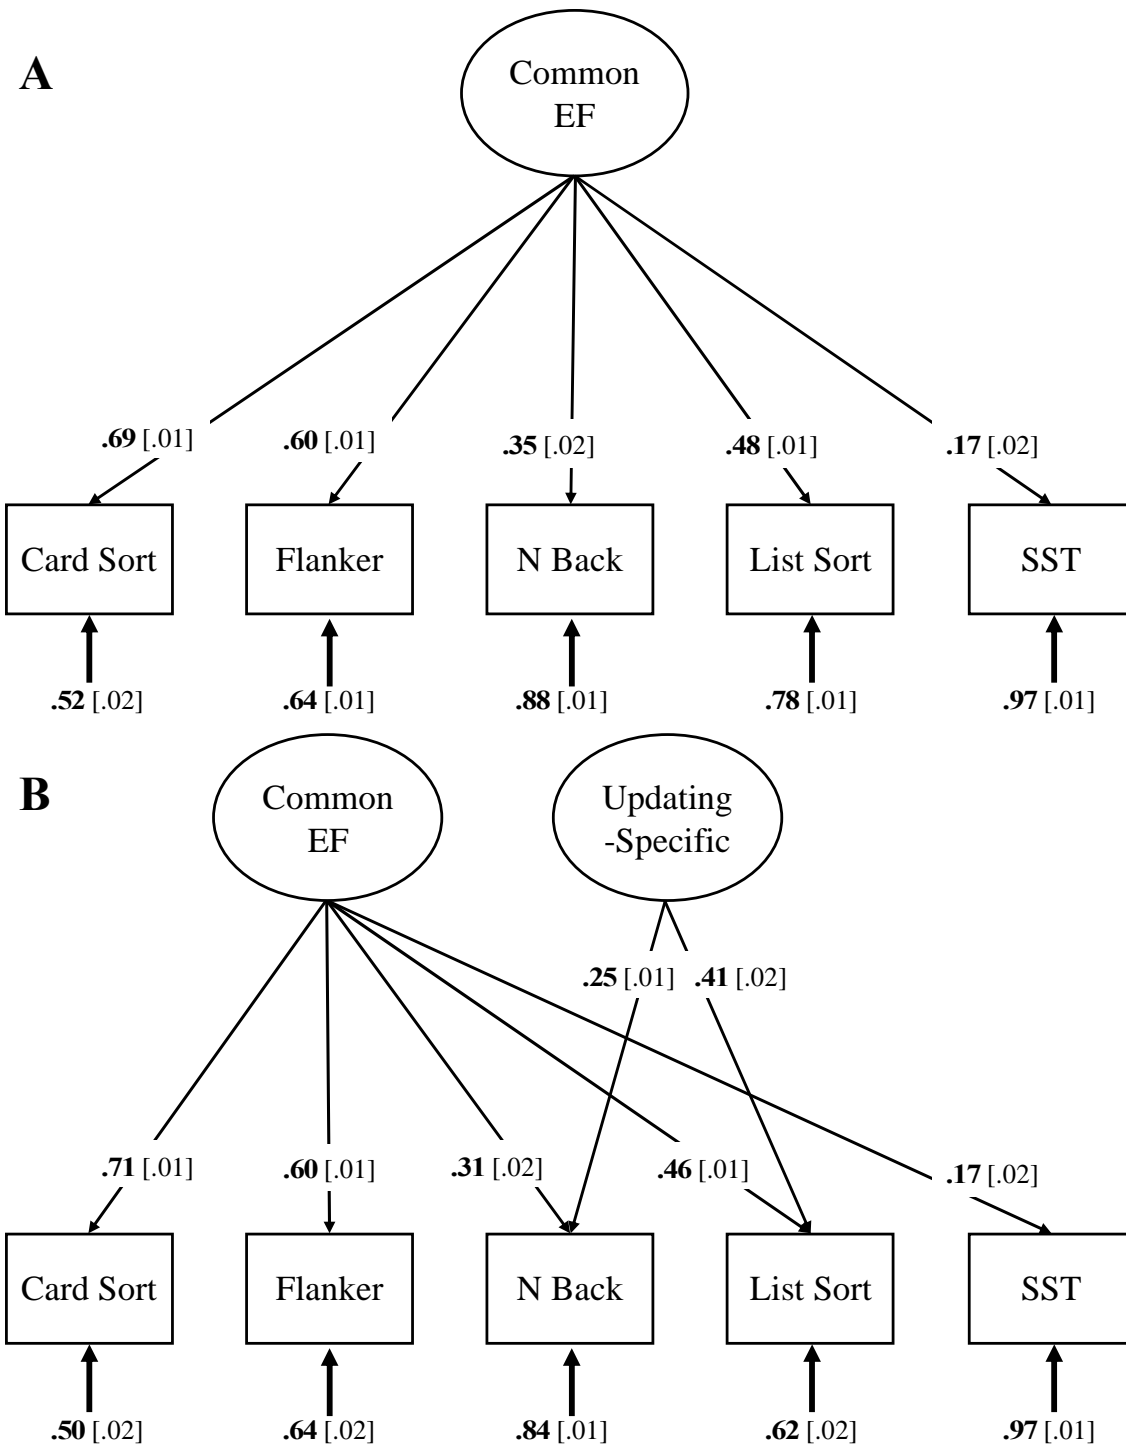 A
Common
EF
.69 [.01]
.60 [.01]
.35 [.02]
.48 [.01]
.17 [.02]
Card Sort
Flanker
N Back
List Sort
SST
.52 [.02]
.64 [.01]
.88 [.01]
.78 [.01]
.97 [.01]
B
Common
EF
Updating
-Specific
.25 [.01]
.41 [.02]
.71 [.01]
.60 [.01]
.31 [.02]
.46 [.01]
.17 [.02]
Card Sort
Flanker
N Back
List Sort
SST
.50 [.02]
.64 [.02]
.84 [.01]
.62 [.02]
.97 [.01]